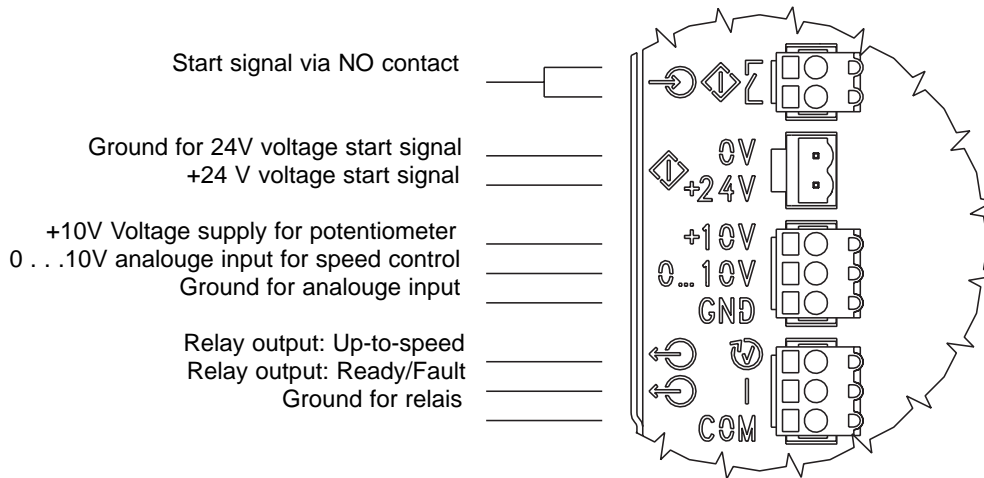 Start signal via NO contact
Ground for 24V voltage start signal
0V
+24 V voltage start signal
+24V
+10V Voltage supply for potentiometer
+10V
0 . . .10V analouge input for speed control
0...10V
Ground for analouge input
GND
Relay output: Up-to-speed
Relay output: Ready/Fault
Ground for relais
COM